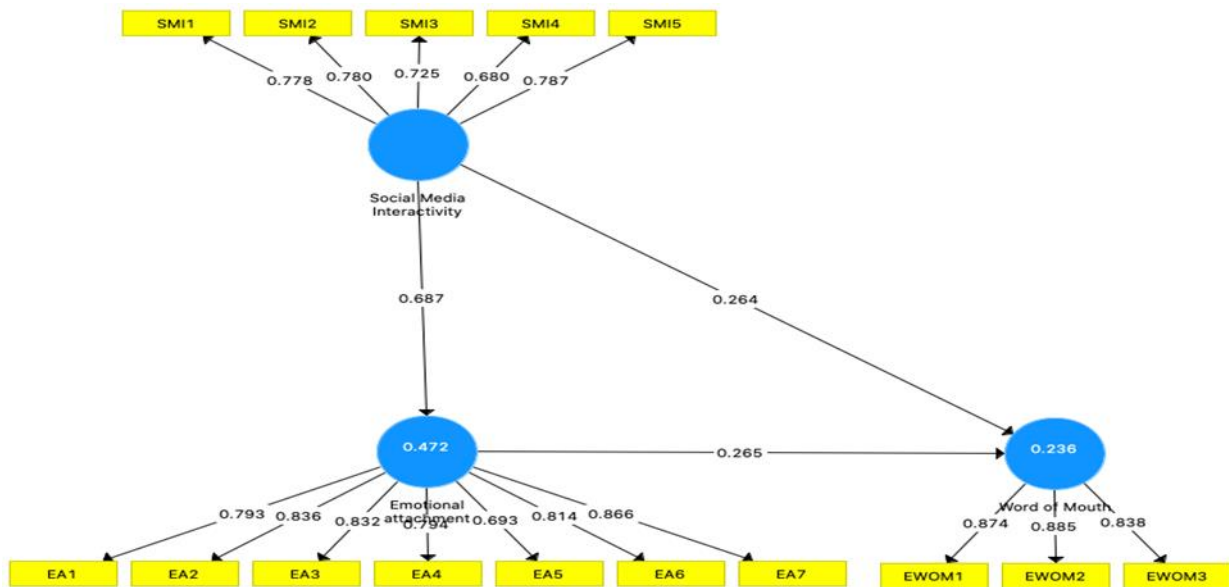 SMI1 SMI2 SMI3 SMI4 SMI5
0.778 0.780 0.725 0.680 0.787
Social Media
Interactivity
0.687 0.264
0.472 0.265 0.236
Emotional
attachment
Word of Mouth
0.793 0.836 0.832 0.794 0.693 0.814 0.866
0.874 0.885 0.838
EA1 EA2 EA3 EA4 EA5 EA6 EA7
EWOM1 EWOM2 EWOM3